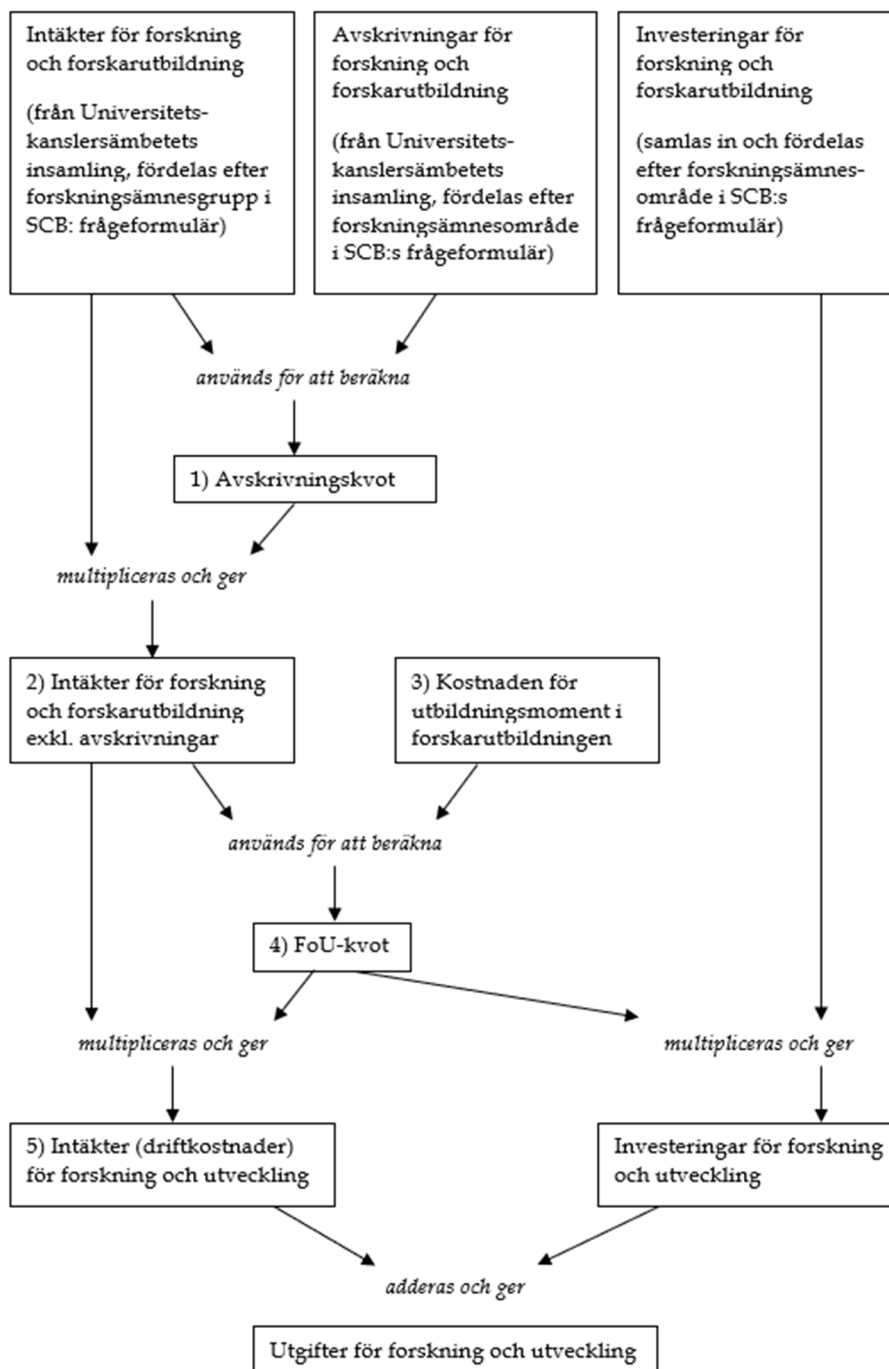 Intäkter för forskning
och forskarutbildning
(från Universitets-
kanslersämbetets
insamling, fördelas efter
forskningsämnesgrupp i
SCB: frågeformulär)
Avskrivningar för
forskning och
forskarutbildning
(från Universitets-
kanslersämbetets
insamling, fördelas efter
forskningsämnesområde
i SCB:s frågeformulär)
Investeringar för
forskning och
forskarutbildning
(samlas in och fördelas
efter forskningsämnes-
område i SCB:s
frågeformulär)
används för att beräkna
1) Avskrivningskvot
multipliceras och ger
2) Intäkter för forskning
och forskarutbildning
exkl. avskrivningar
3) Kostnaden för
utbildningsmoment i
forskarutbildningen
används för att beräkna
4) FoU-kvot
multipliceras och ger
multipliceras och ger
5) Intäkter (driftkostnader)
för forskning och utveckling
Investeringar för forskning
och utveckling
adderas och ger
Utgifter för forskning och utveckling